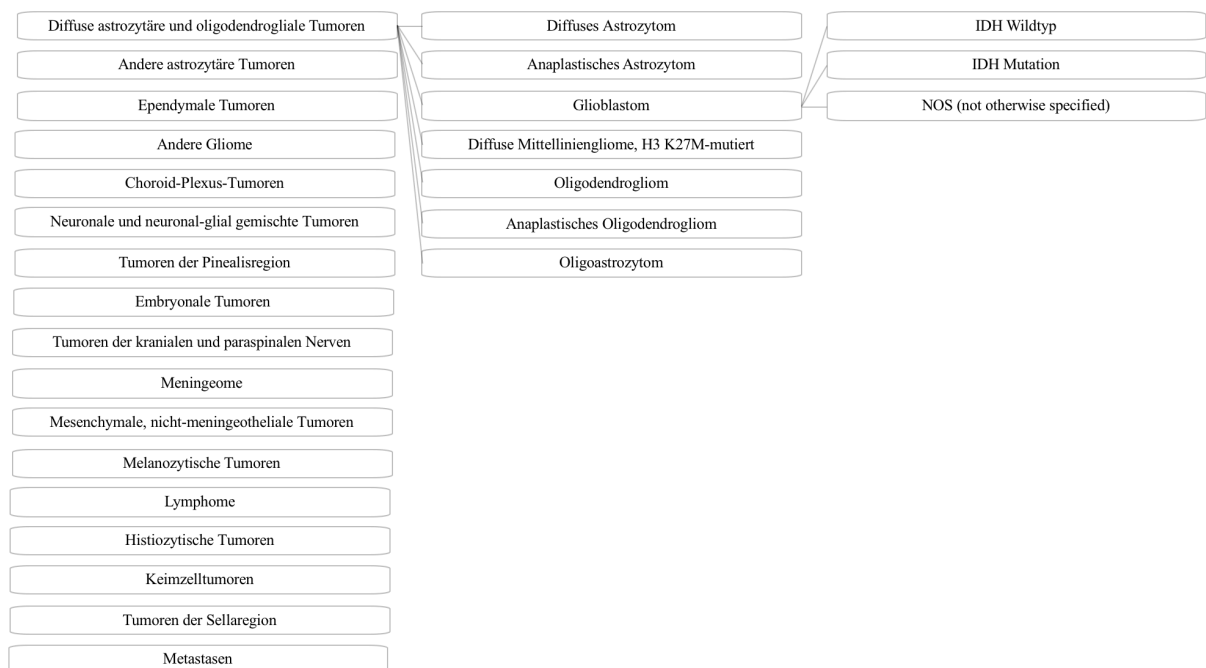 Diffuse astrozytäre und oligodendrogliale Tumoren
Andere astrozytäre Tumoren
Ependymale Tumoren
Andere Gliome
Choroid-Plexus-Tumoren
Neuronale und neuronal-glial gemischte Tumoren
Tumoren der Pinealisregion
Embryonale Tumoren
Tumoren der kranialen und paraspinalen Nerven
Meningeome
Mesenchymale, nicht-meningeotheliale Tumoren
Melanozytische Tumoren
Lymphome
Histiozytische Tumoren
Keimzelltumoren
Tumoren der Sellaregion
Metastasen
Diffuses Astrozytom
Anaplastisches Astrozytom
Glioblastom
Diffuse Mittelliniengliome, H3 K27M-mutiert
Oligodendrogliom
Anaplastisches Oligodendrogliom
Oligoastrozytom
IDH Wildtyp
IDH Mutation
NOS (not otherwise specified)